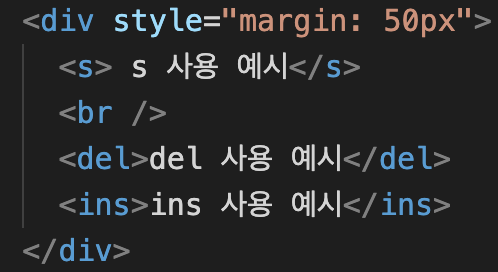 <div style="margin: 50px">
<s> s 사용 예시</s>
<br />
<del>del 사용 예시</del>
<ins>ins 사용 예시</ins>
</div>